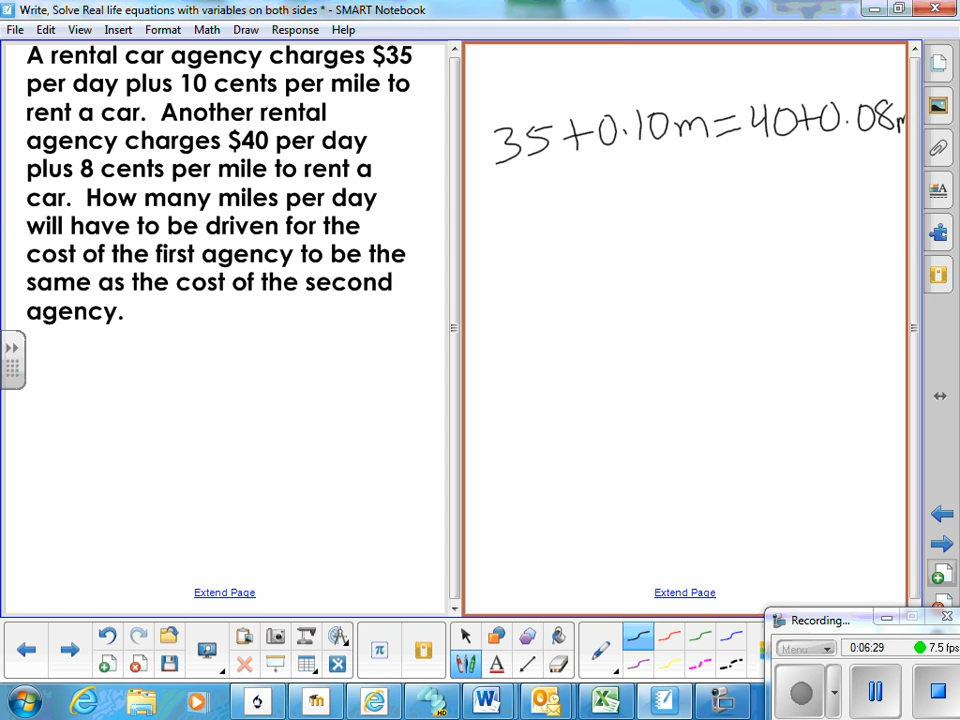 Write, Solve Real life equations with variables on both sides * - SMART Notebook
File Edit View Insert Format Math Draw Response Help
A rental car agency charges $35
per day plus 10 cents per mile to
rent a car. Another rental
agency charges $40 per day
plus 8 cents per mile to rent a
car. How many miles per day
will have to be driven for the
cost of the first agency to be the
same as the cost of the second
agency.
35+0.10m=40+0.08m
Extend Page
Extend Page
Recording...
Menu
0:06:29
7.5 fps